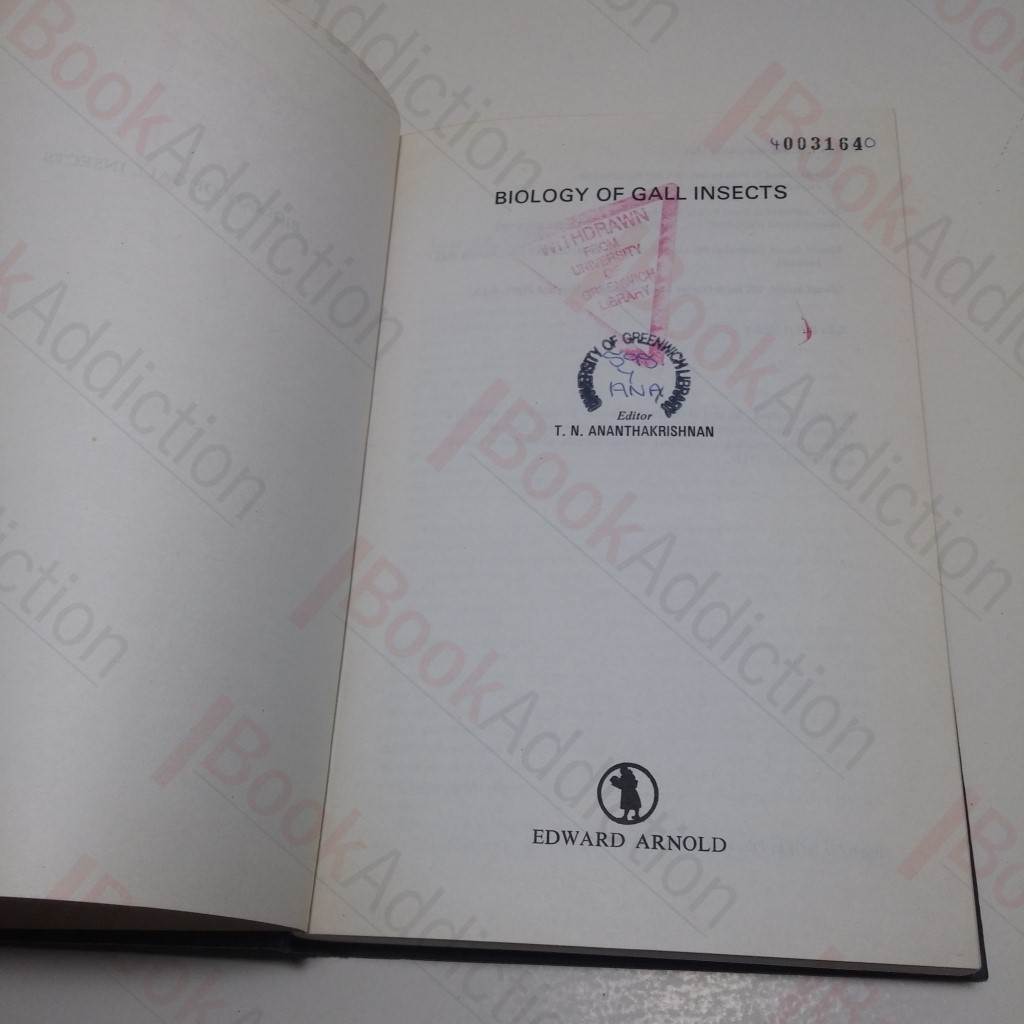 40031640
BIOLOGY OF GALL INSECTS
WITHDRAWN
FROM
UNIVERSITY
OF
GREENWICH
LIBRARY
UNIVERSITY OF GREENWICH LIBRARY
ANA
Editor
T. N. ANANTHAKRISHNAN
EDWARD ARNOLD
BookAddiction